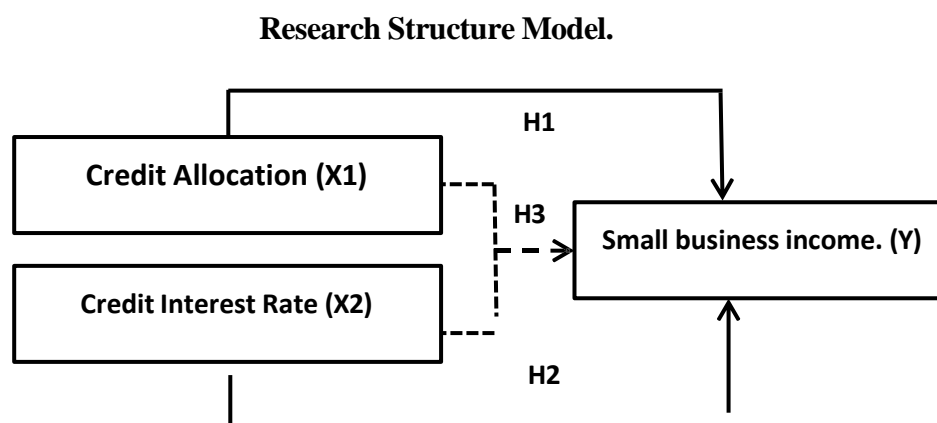 Research Structure Model.
H1
Credit Allocation (X1)
H3
Small business income. (Y)
Credit Interest Rate (X2)
H2